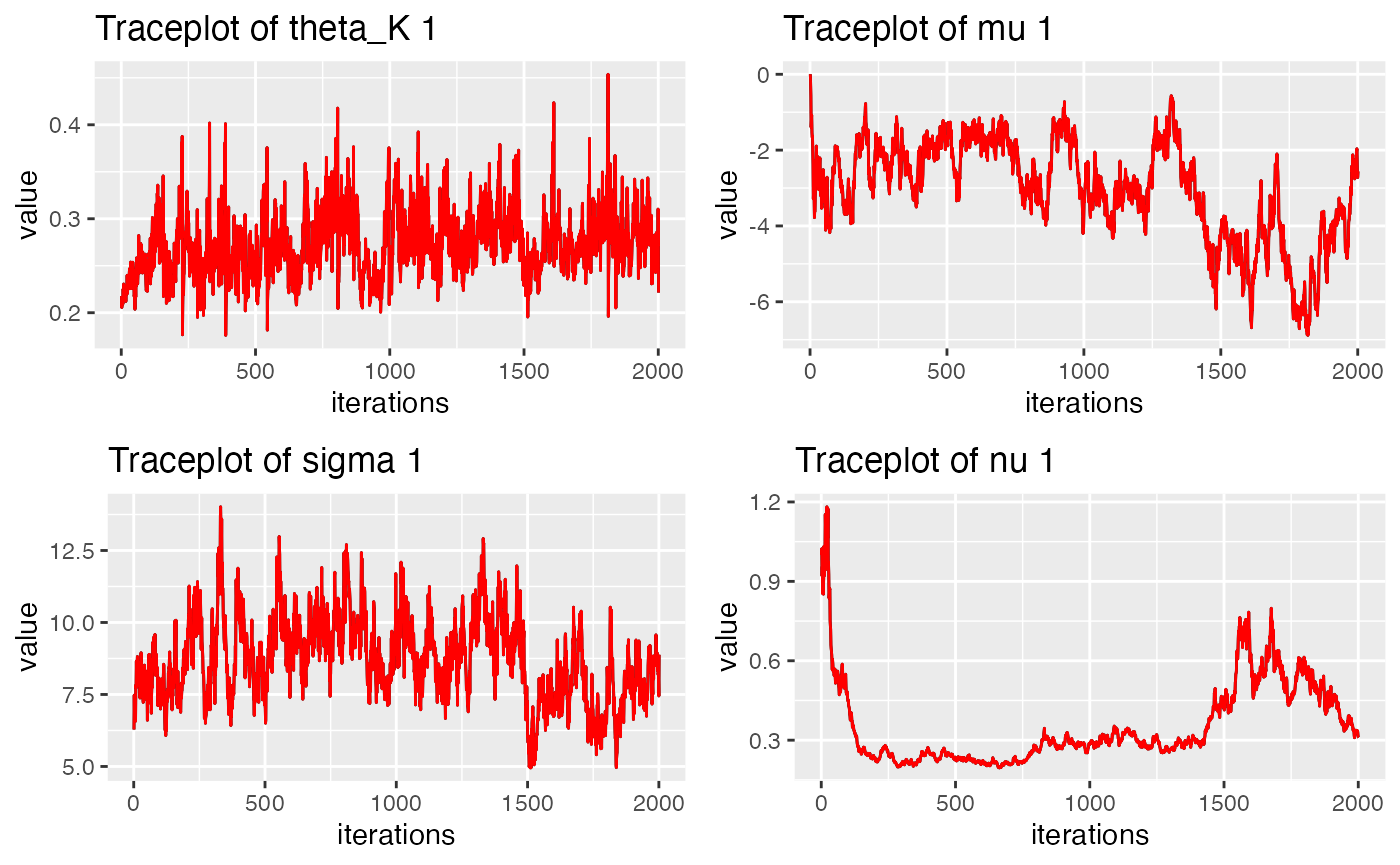 Traceplot of theta_K 1
value
0.4
0.3
0.2
0
500
1000
1500
2000
iterations
Traceplot of mu 1
value
0
-2
-4
-6
0
500
1000
1500
2000
iterations
Traceplot of sigma 1
value
12.5
10.0
7.5
5.0
0
500
1000
1500
2000
iterations
Traceplot of nu 1
value
1.2
0.9
0.6
0.3
0
500
1000
1500
2000
iterations